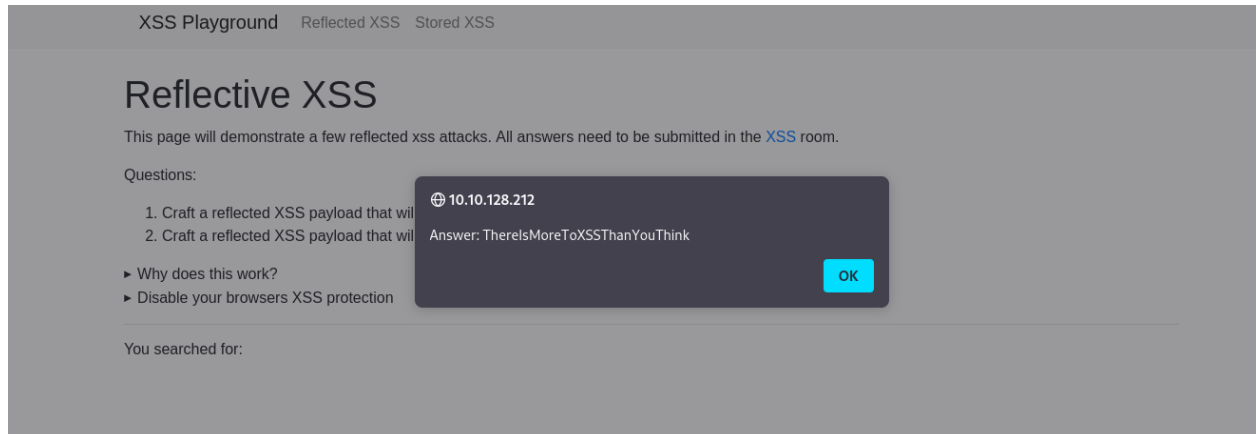 XSS Playground Reflected XSS Stored XSS
Reflective XSS
This page will demonstrate a few reflected xss attacks. All answers need to be submitted in the XSS room.
Questions:
1. Craft a reflected XSS payload that wil
2. Craft a reflected XSS payload that wil
10.10.128.212
Answer: ThereIsMoreToXSSThanYouThink
OK
▸ Why does this work?
▸ Disable your browsers XSS protection
You searched for: